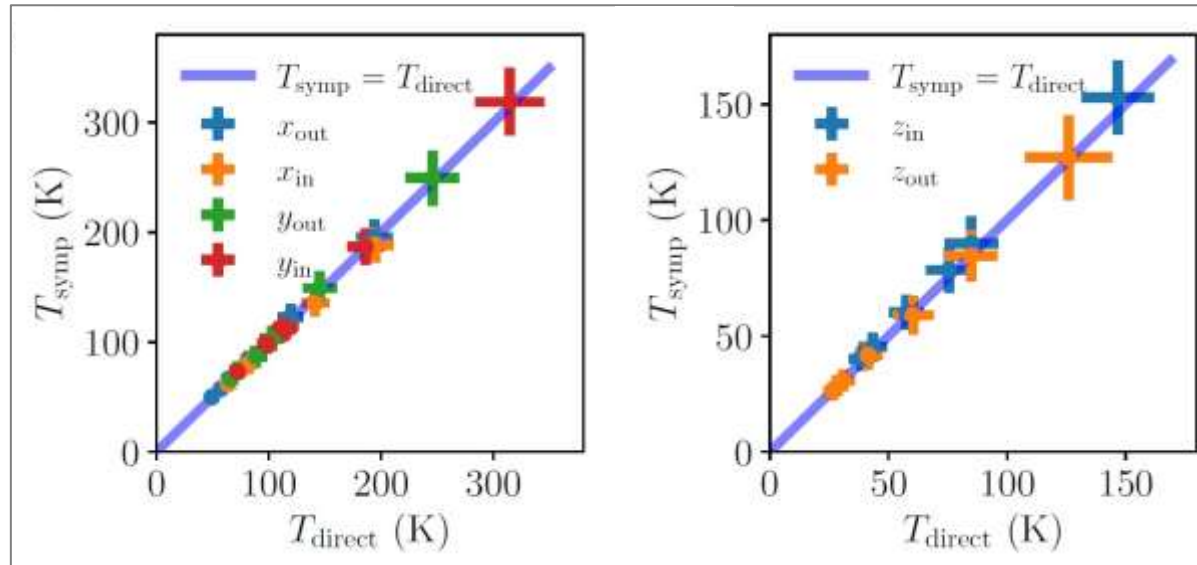 T_symp = T_direct
x_out
x_in
y_out
y_in
300
200
100
0
T_symp (K)
0 100 200 300
T_direct (K)
T_symp = T_direct
z_in
z_out
150
100
50
0
T_symp (K)
0 50 100 150
T_direct (K)